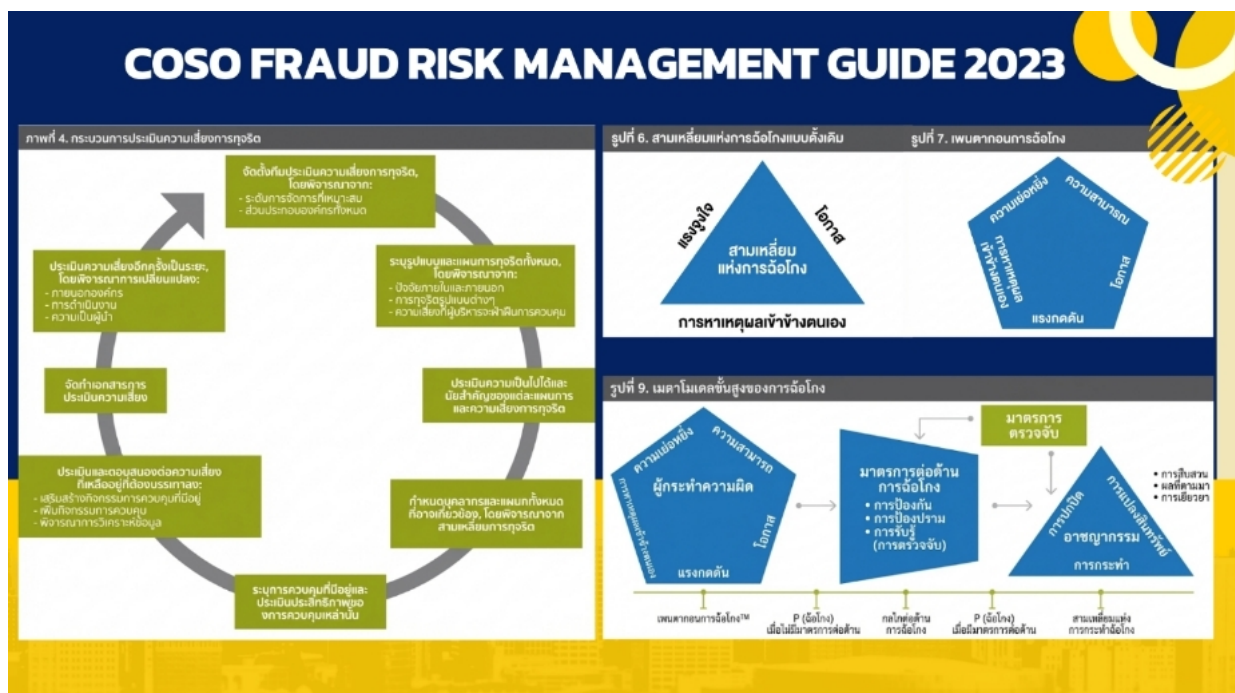 COSO FRAUD RISK MANAGEMENT GUIDE 2023
ภาพที่ 4. กระบวนการประเมินความเสี่ยงการทุจริต
จัดตั้งทีมประเมินความเสี่ยงการทุจริต,
โดยพิจารณาจาก:
- ระดับการจัดการที่เหมาะสม
- ส่วนประกอบองค์กรทั้งหมด
ระบุรูปแบบและแผนการทุจริตทั้งหมด,
โดยพิจารณาจาก:
- ปัจจัยภายในและภายนอก
- การทุจริตรูปแบบต่างๆ
- ความเสี่ยงที่ผู้บริหารจะฝ่าฝืนการควบคุม
ประเมินความเป็นไปได้และ
นัยสำคัญของแต่ละแผนการ
และความเสี่ยงการทุจริต
กำหนดบุคลากรและแผนกทั้งหมด
ที่อาจเกี่ยวข้อง, โดยพิจารณาจาก
สามเหลี่ยมการทุจริต
ระบุการควบคุมที่มีอยู่และ
ประเมินประสิทธิภาพขอ
งการควบคุมเหล่านั้น
ประเมินและตอบสนองต่อความเสี่ยง
ที่เหลืออยู่ที่ต้องบรรเทาลง:
- เสริมสร้างกิจกรรมการควบคุมที่มีอยู่
- เพิ่มกิจกรรมการควบคุม
- พิจารณาการวิเคราะห์ข้อมูล
จัดทำเอกสารการ
ประเมินความเสี่ยง
ประเมินความเสี่ยงอีกครั้งเป็นระยะ,
โดยพิจารณาการเปลี่ยนแปลง:
- ภายนอกองค์กร
- การดำเนินงาน
- ความเป็นผู้นำ
รูปที่ 6. สามเหลี่ยมแห่งการฉ้อโกงแบบดั้งเดิม
แรงจูงใจ
โอกาส
สามเหลี่ยม
แห่งการฉ้อโกง
การหาเหตุผลเข้าข้างตนเอง
รูปที่ 7. เพนตากอนการฉ้อโกง
ความเย่อหยิ่ง
ความสามารถ
การหาเหตุผล
เข้าข้างตนเอง
โอกาส
แรงกดดัน
รูปที่ 9. เมตาโมเดลขั้นสูงของการฉ้อโกง
ความเย่อหยิ่ง
ความสามารถ
ผู้กระทำความผิด
การหาเหตุผลเข้าข้างตนเอง
โอกาส
แรงกดดัน
มาตรการต่อต้าน
การฉ้อโกง
• การป้องกัน
• การป้องปราม
• การรับรู้
(การตรวจจับ)
มาตรการ
ตรวจจับ
การปกปิด
การแปลงสินทรัพย์
อาชญากรรม
การกระทำ
• การสืบสวน
• ผลที่ตามมา
• การเยียวยา
เพนตากอนการฉ้อโกง™
P (ฉ้อโกง)
เมื่อไม่มีมาตรการต่อต้าน
กลไกต่อต้าน
การฉ้อโกง
P (ฉ้อโกง)
เมื่อมีมาตรการต่อต้าน
สามเหลี่ยมแห่ง
การกระทำฉ้อโกง